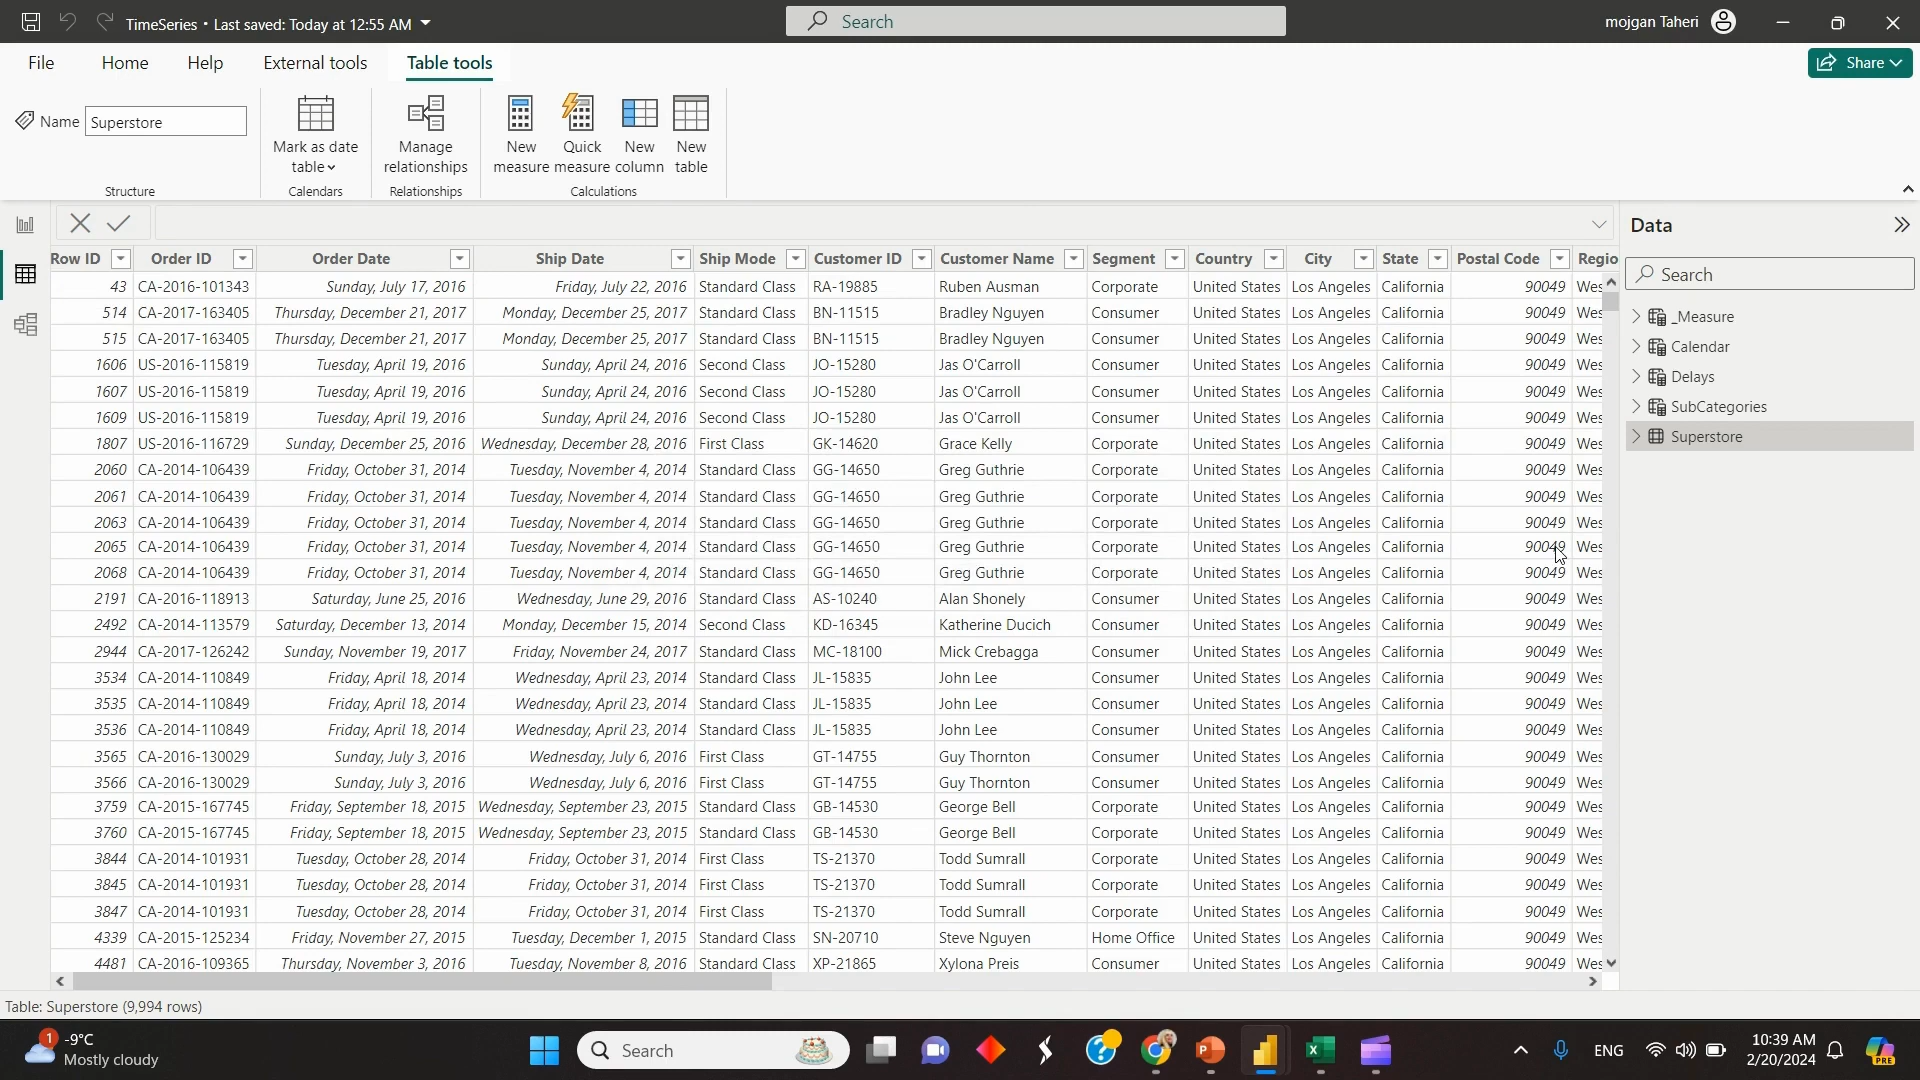 TimeSeries • Last saved: Today at 12:55 AM
Search
mojgan Taheri
File Home Help External tools Table tools
Share
Name Superstore
Mark as date table
Manage relationships
New measure
Quick measure
New column
New table
Structure Calendars Relationships Calculations
Data
Row ID Order ID Order Date Ship Date Ship Mode Customer ID Customer Name Segment Country City State Postal Code Regio
43 CA-2016-101343 Sunday, July 17, 2016 Friday, July 22, 2016 Standard Class RA-19885 Ruben Ausman Corporate United States Los Angeles California 90049 Wes
514 CA-2017-163405 Thursday, December 21, 2017 Monday, December 25, 2017 Standard Class BN-11515 Bradley Nguyen Consumer United States Los Angeles California 90049 Wes
515 CA-2017-163405 Thursday, December 21, 2017 Monday, December 25, 2017 Standard Class BN-11515 Bradley Nguyen Consumer United States Los Angeles California 90049 Wes
1606 US-2016-115819 Tuesday, April 19, 2016 Sunday, April 24, 2016 Second Class JO-15280 Jas O'Carroll Consumer United States Los Angeles California 90049 Wes
1607 US-2016-115819 Tuesday, April 19, 2016 Sunday, April 24, 2016 Second Class JO-15280 Jas O'Carroll Consumer United States Los Angeles California 90049 Wes
1609 US-2016-115819 Tuesday, April 19, 2016 Sunday, April 24, 2016 Second Class JO-15280 Jas O'Carroll Consumer United States Los Angeles California 90049 Wes
1807 US-2016-116729 Sunday, December 25, 2016 Wednesday, December 28, 2016 First Class GK-14620 Grace Kelly Corporate United States Los Angeles California 90049 Wes
2060 CA-2014-106439 Friday, October 31, 2014 Tuesday, November 4, 2014 Standard Class GG-14650 Greg Guthrie Corporate United States Los Angeles California 90049 Wes
2061 CA-2014-106439 Friday, October 31, 2014 Tuesday, November 4, 2014 Standard Class GG-14650 Greg Guthrie Corporate United States Los Angeles California 90049 Wes
2063 CA-2014-106439 Friday, October 31, 2014 Tuesday, November 4, 2014 Standard Class GG-14650 Greg Guthrie Corporate United States Los Angeles California 90049 Wes
2065 CA-2014-106439 Friday, October 31, 2014 Tuesday, November 4, 2014 Standard Class GG-14650 Greg Guthrie Corporate United States Los Angeles California 90049 Wes
2068 CA-2014-106439 Friday, October 31, 2014 Tuesday, November 4, 2014 Standard Class GG-14650 Greg Guthrie Corporate United States Los Angeles California 90049 Wes
2191 CA-2016-118913 Saturday, June 25, 2016 Wednesday, June 29, 2016 Standard Class AS-10240 Alan Shonely Consumer United States Los Angeles California 90049 Wes
2492 CA-2014-113579 Saturday, December 13, 2014 Monday, December 15, 2014 Second Class KD-16345 Katherine Ducich Consumer United States Los Angeles California 90049 Wes
2944 CA-2017-126242 Sunday, November 19, 2017 Friday, November 24, 2017 Standard Class MC-18100 Mick Crebagga Consumer United States Los Angeles California 90049 Wes
3534 CA-2014-110849 Friday, April 18, 2014 Wednesday, April 23, 2014 Standard Class JL-15835 John Lee Consumer United States Los Angeles California 90049 Wes
3535 CA-2014-110849 Friday, April 18, 2014 Wednesday, April 23, 2014 Standard Class JL-15835 John Lee Consumer United States Los Angeles California 90049 Wes
3536 CA-2014-110849 Friday, April 18, 2014 Wednesday, April 23, 2014 Standard Class JL-15835 John Lee Consumer United States Los Angeles California 90049 Wes
3565 CA-2016-130029 Sunday, July 3, 2016 Wednesday, July 6, 2016 First Class GT-14755 Guy Thornton Consumer United States Los Angeles California 90049 Wes
3566 CA-2016-130029 Sunday, July 3, 2016 Wednesday, July 6, 2016 First Class GT-14755 Guy Thornton Consumer United States Los Angeles California 90049 Wes
3759 CA-2015-167745 Friday, September 18, 2015 Wednesday, September 23, 2015 Standard Class GB-14530 George Bell Corporate United States Los Angeles California 90049 Wes
3760 CA-2015-167745 Friday, September 18, 2015 Wednesday, September 23, 2015 Standard Class GB-14530 George Bell Corporate United States Los Angeles California 90049 Wes
3844 CA-2014-101931 Tuesday, October 28, 2014 Friday, October 31, 2014 First Class TS-21370 Todd Sumrall Corporate United States Los Angeles California 90049 Wes
3845 CA-2014-101931 Tuesday, October 28, 2014 Friday, October 31, 2014 First Class TS-21370 Todd Sumrall Corporate United States Los Angeles California 90049 Wes
3847 CA-2014-101931 Tuesday, October 28, 2014 Friday, October 31, 2014 First Class TS-21370 Todd Sumrall Corporate United States Los Angeles California 90049 Wes
4339 CA-2015-125234 Friday, November 27, 2015 Tuesday, December 1, 2015 Standard Class SN-20710 Steve Nguyen Home Office United States Los Angeles California 90049 Wes
4481 CA-2016-109365 Thursday, November 3, 2016 Tuesday, November 8, 2016 Standard Class XP-21865 Xylona Preis Consumer United States Los Angeles California 90049 Wes
Search
_Measure
Calendar
Delays
SubCategories
Superstore
Table: Superstore (9,994 rows)
1
-9°C
Mostly cloudy
Search
ENG
10:39 AM
2/20/2024
PRE